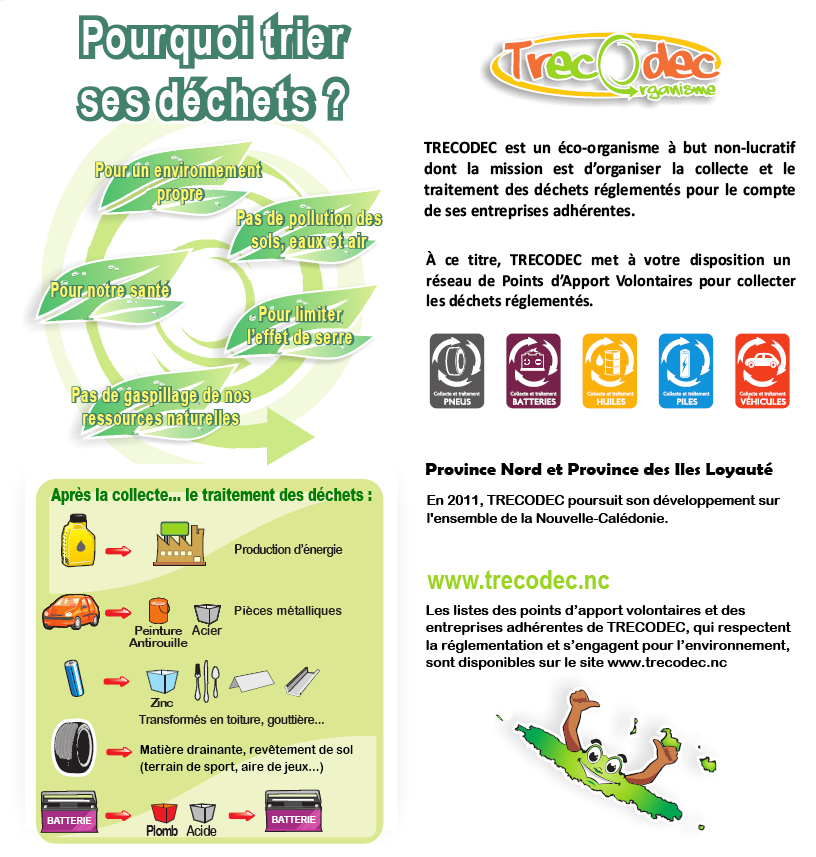 Pourquoi trier
ses déchets ?
Pour un environnement
propre
Pas de pollution des
sols, eaux et air
Pour notre santé
Pour limiter
l'effet de serre
Pas de gaspillage de nos
ressources naturelles
Après la collecte... le traitement des déchets :
Production d'énergie
Pièces métalliques
Peinture
Antirouille
Acier
Zinc
Transformés en toiture, gouttière...
Matière drainante, revêtement de sol
(terrain de sport, aire de jeux...)
BATTERIE
Plomb
Acide
BATTERIE
TrecOdec
rganisme
TRECODEC est un éco-organisme à but non-lucratif
dont la mission est d'organiser la collecte et le
traitement des déchets réglementés pour le compte
de ses entreprises adhérentes.
À ce titre, TRECODEC met à votre disposition un
réseau de Points d'Apport Volontaires pour collecter
les déchets réglementés.
Collecte et traitement
PNEUS
Collecte et traitement
BATTERIES
Collecte et traitement
HUILES
Collecte et traitement
PILES
Collecte et traitement
VÉHICULES
Province Nord et Province des Iles Loyauté
En 2011, TRECODEC poursuit son développement sur
l'ensemble de la Nouvelle-Calédonie.
www.trecodec.nc
Les listes des points d'apport volontaires et des
entreprises adhérentes de TRECODEC, qui respectent
la réglementation et s'engagent pour l'environnement,
sont disponibles sur le site www.trecodec.nc